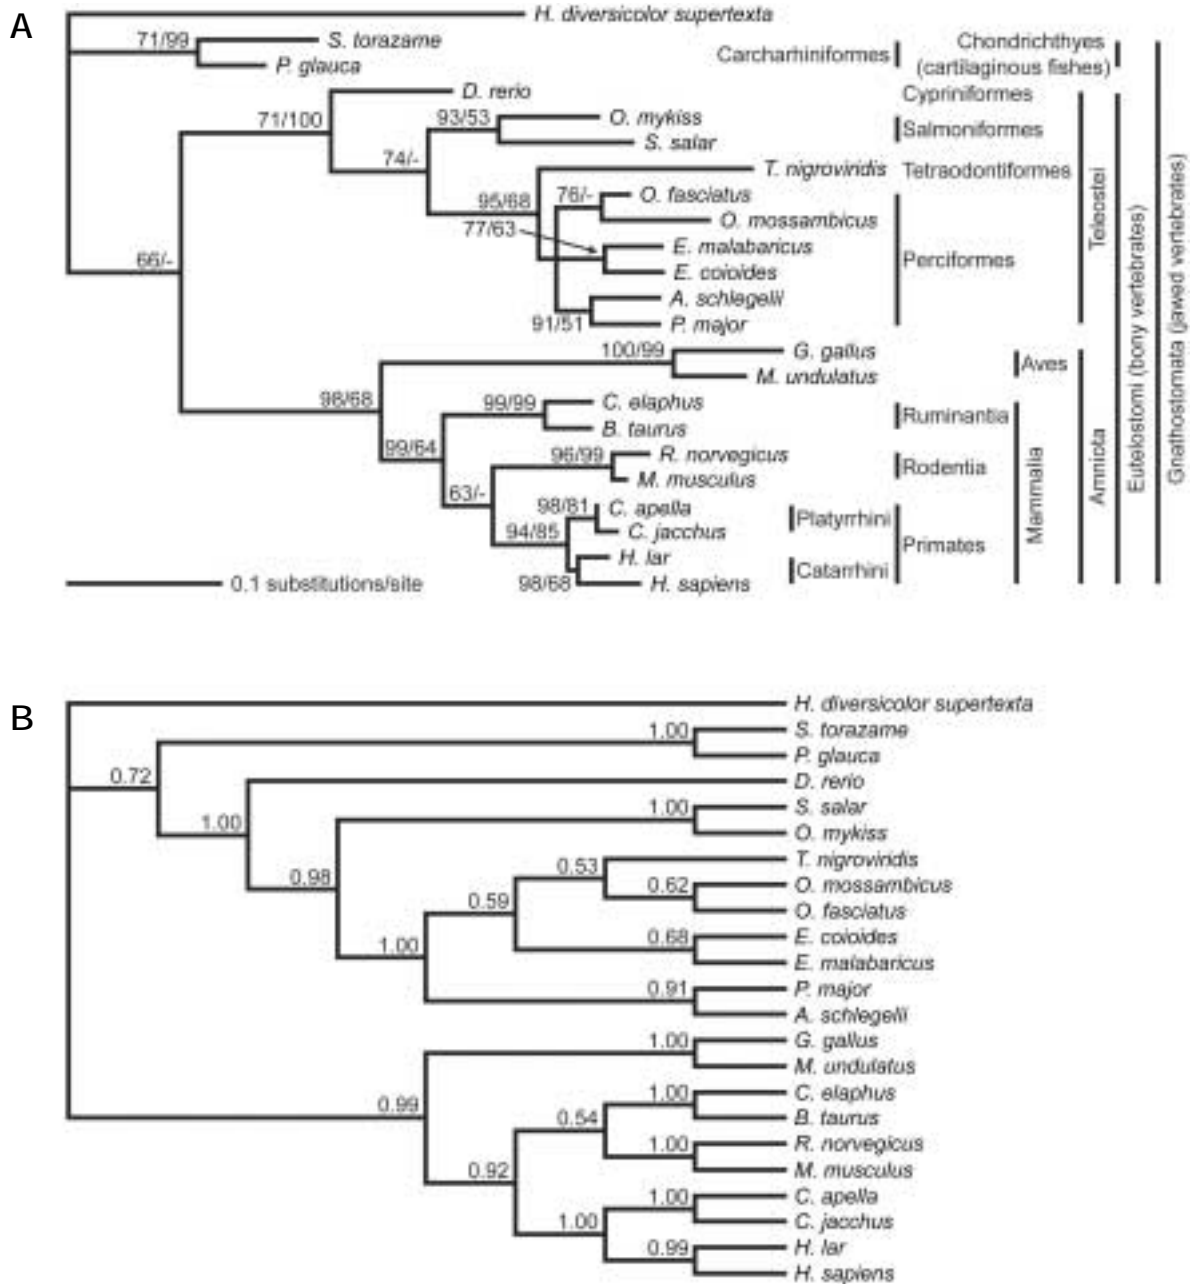 A
H. diversicolor supertexta
71/99
S. torazame
P. glauca
Carcharhiniformes
Chondrichthyes
(cartilaginous fishes)
D. rerio
Cypriniformes
71/100
93/53
O. mykiss
S. salar
Salmoniformes
74/-
T. nigroviridis
Tetraodontiformes
95/68
76/-
O. fasciatus
O. mossambicus
77/63
E. malabaricus
E. coioides
Perciformes
A. schlegelii
P. major
91/51
Teleostei
66/-
100/99
G. gallus
M. undulatus
Aves
98/68
99/99
C. elaphus
B. taurus
Ruminantia
99/64
96/99
R. norvegicus
M. musculus
Rodentia
63/-
98/81
C. apella
C. jacchus
Platyrrhini
94/85
Primates
H. lar
H. sapiens
98/68
Catarrhini
Mammalia
Amniota
Eutelostomi (bony vertebrates)
Gnathostomata (jawed vertebrates)
0.1 substitutions/site
B
H. diversicolor supertexta
1.00
S. torazame
P. glauca
0.72
D. rerio
1.00
1.00
S. salar
O. mykiss
0.98
T. nigroviridis
0.53
0.62
O. mossambicus
O. fasciatus
0.59
0.68
E. coioides
E. malabaricus
1.00
0.91
P. major
A. schlegelii
1.00
G. gallus
M. undulatus
0.99
1.00
C. elaphus
B. taurus
0.54
1.00
R. norvegicus
M. musculus
0.92
1.00
C. apella
C. jacchus
1.00
0.99
H. lar
H. sapiens